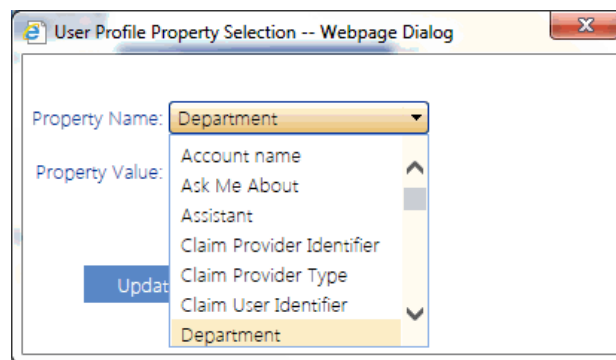 User Profile Property Selection -- Webpage Dialog
Property Name: Department
Account name
Property Value:
Ask Me About
Assistant
Claim Provider Identifier
Claim Provider Type
Updat
Claim User Identifier
Department